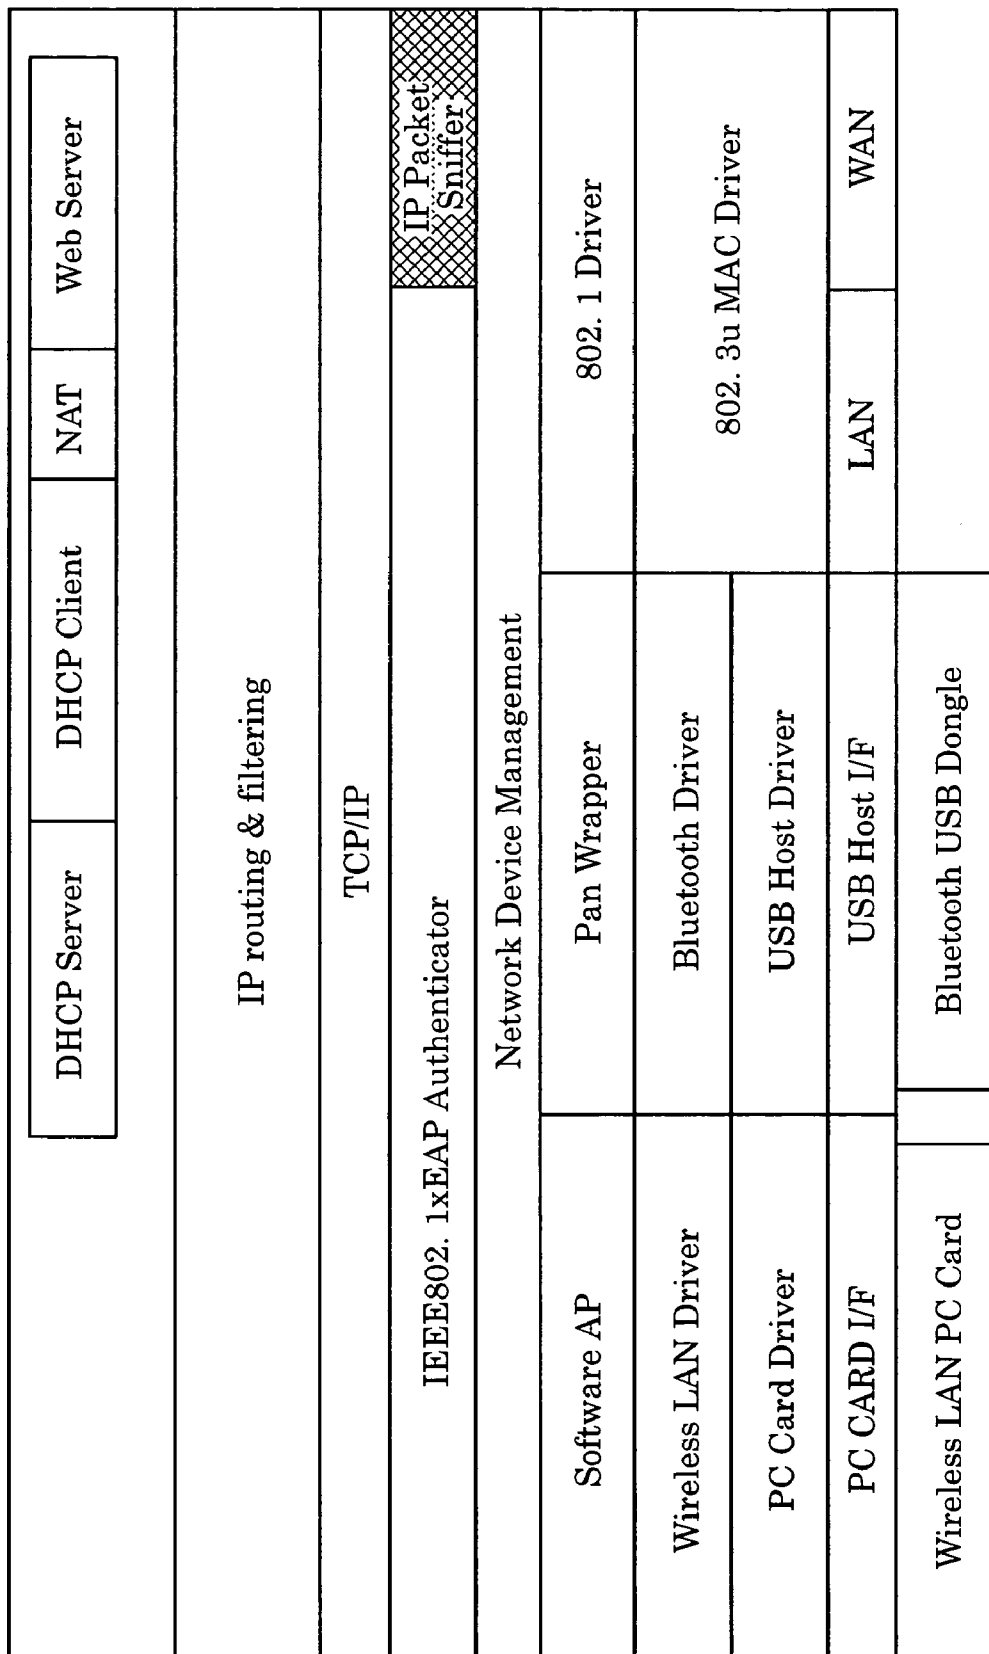 DHCP Server
DHCP Client
NAT
Web Server
IP routing & filtering
TCP/IP
IEEE802. 1xEAP Authenticator
IP Packet
Sniffer
Network Device Management
Software AP
Pan Wrapper
802. 1 Driver
Wireless LAN Driver
Bluetooth Driver
802. 3u MAC Driver
PC Card Driver
USB Host Driver
PC CARD I/F
USB Host I/F
LAN
WAN
Wireless LAN PC Card
Bluetooth USB Dongle